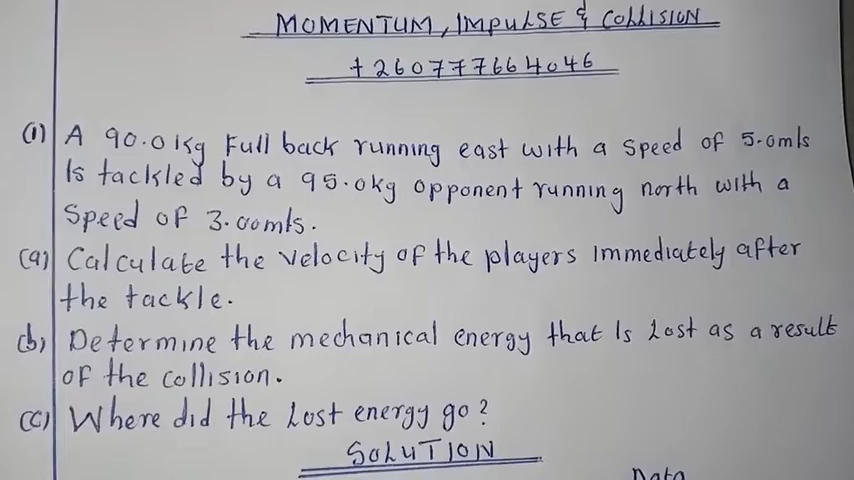 MOMENTUM, IMPULSE & COLLISION
+260777664046
(1) A 90.0kg Full back running east with a speed of 5.0m/s
Is tackled by a 95.0kg opponent running north with a
Speed of 3.00m/s.
(a) Calculate the velocity of the players immediately after
the tackle.
(b) Determine the mechanical energy that Is Lost as a result
of the collision.
(c) Where did the Lost energy go?
SOLUTION
Data